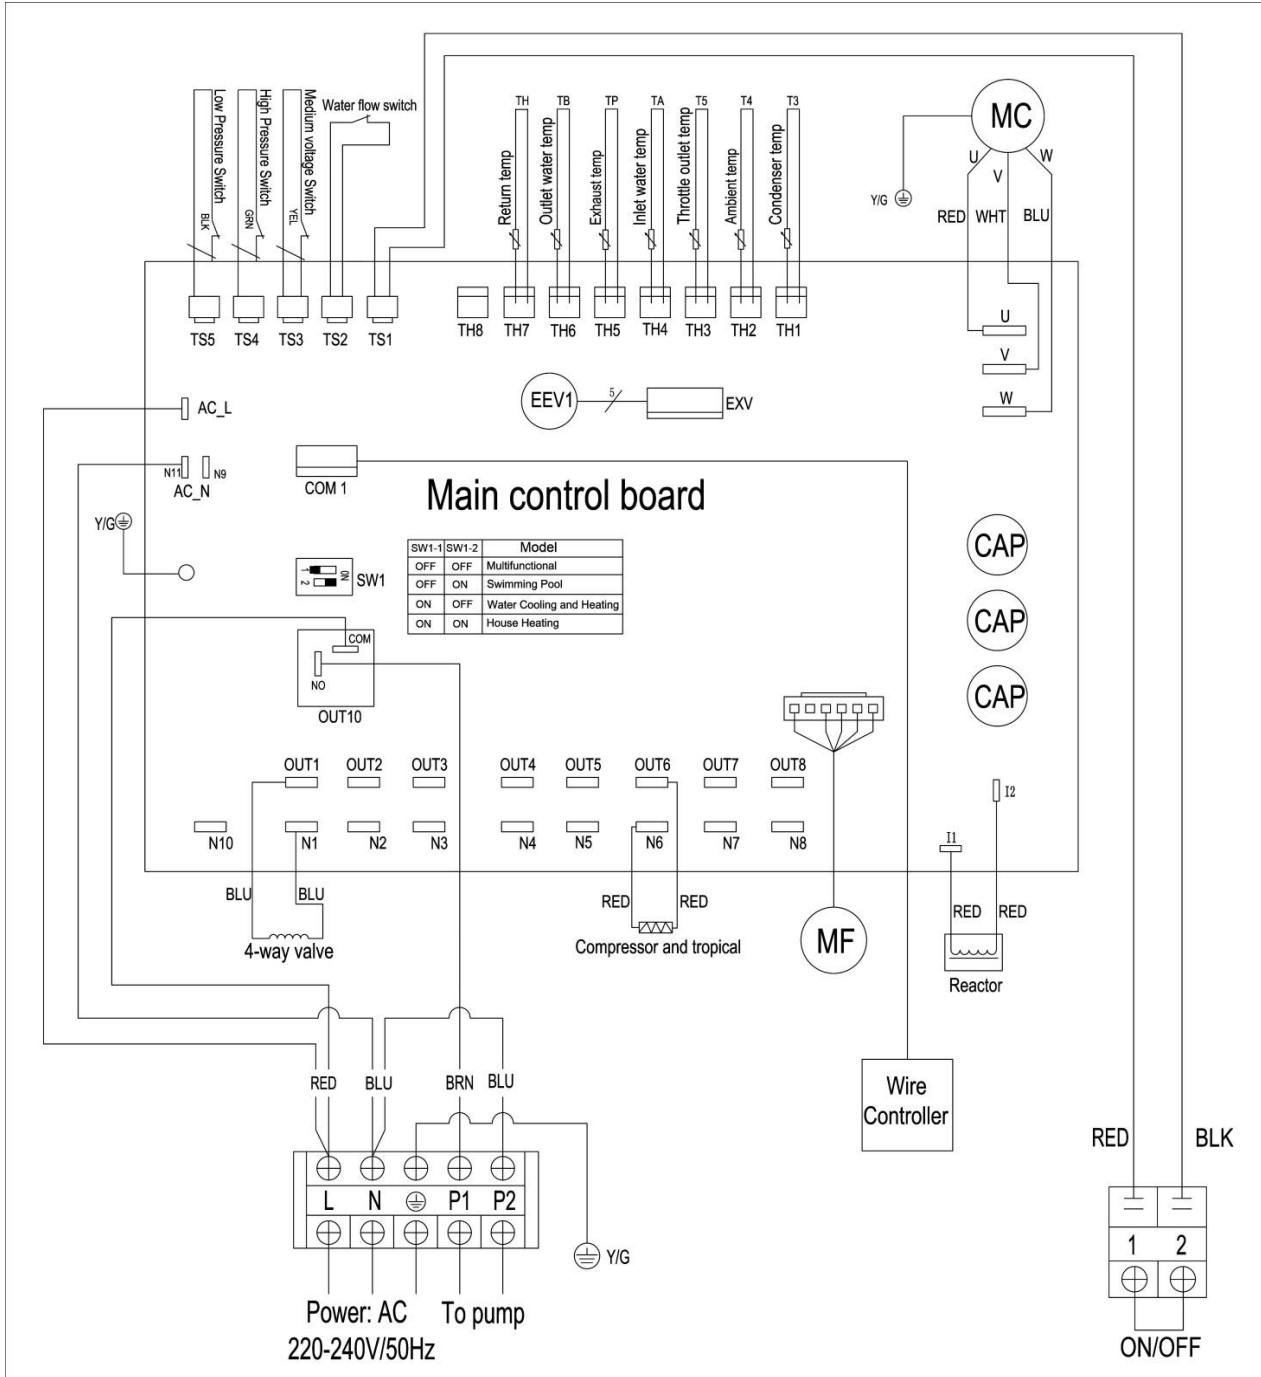 Low Pressure Switch
High Pressure Switch
Medium voltage Switch
Water flow switch
BLK
GRN
YEL
TH
TB
TP
TA
T5
T4
T3
Return temp
Outlet water temp
Exhaust temp
Inlet water temp
Throttle outlet temp
Ambient temp
Condenser temp
MC
U
V
W
Y/G
RED
WHT
BLU
TS5
TS4
TS3
TS2
TS1
TH8
TH7
TH6
TH5
TH4
TH3
TH2
TH1
U
V
W
AC_L
EEV1
5
EXV
N11
N9
AC_N
COM 1
Main control board
Y/G
1
2
ON
SW1
SW1-1 SW1-2 Model
OFF OFF Multifunctional
OFF ON Swimming Pool
ON OFF Water Cooling and Heating
ON ON House Heating
CAP
CAP
CAP
COM
NO
OUT10
OUT1
OUT2
OUT3
OUT4
OUT5
OUT6
OUT7
OUT8
I2
N10
N1
N2
N3
N4
N5
N6
N7
N8
I1
BLU
BLU
4-way valve
RED
RED
Compressor and tropical
MF
RED
RED
Reactor
RED
BLU
BRN
BLU
Wire
Controller
RED
BLK
L
N
P1
P2
Y/G
1
2
Power: AC
220-240V/50Hz
To pump
ON/OFF